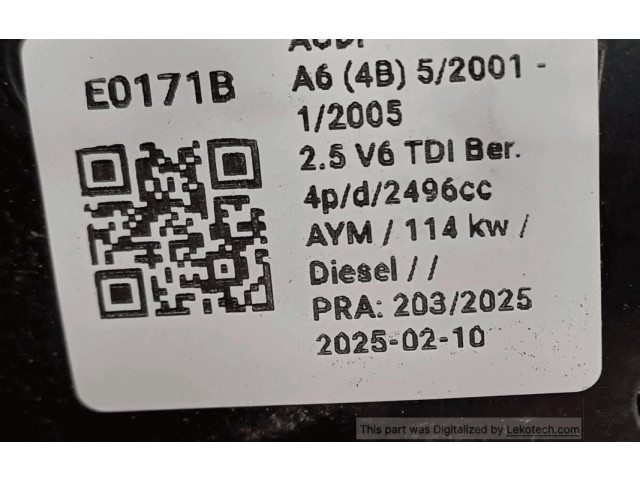 E0171B
AUDI
A6 (4B) 5/2001 -
1/2005
2.5 V6 TDI Ber.
4p/d/2496cc
AYM / 114 kw /
Diesel / /
PRA: 203/2025
2025-02-10
This part was Digitalized by Lekotech.com